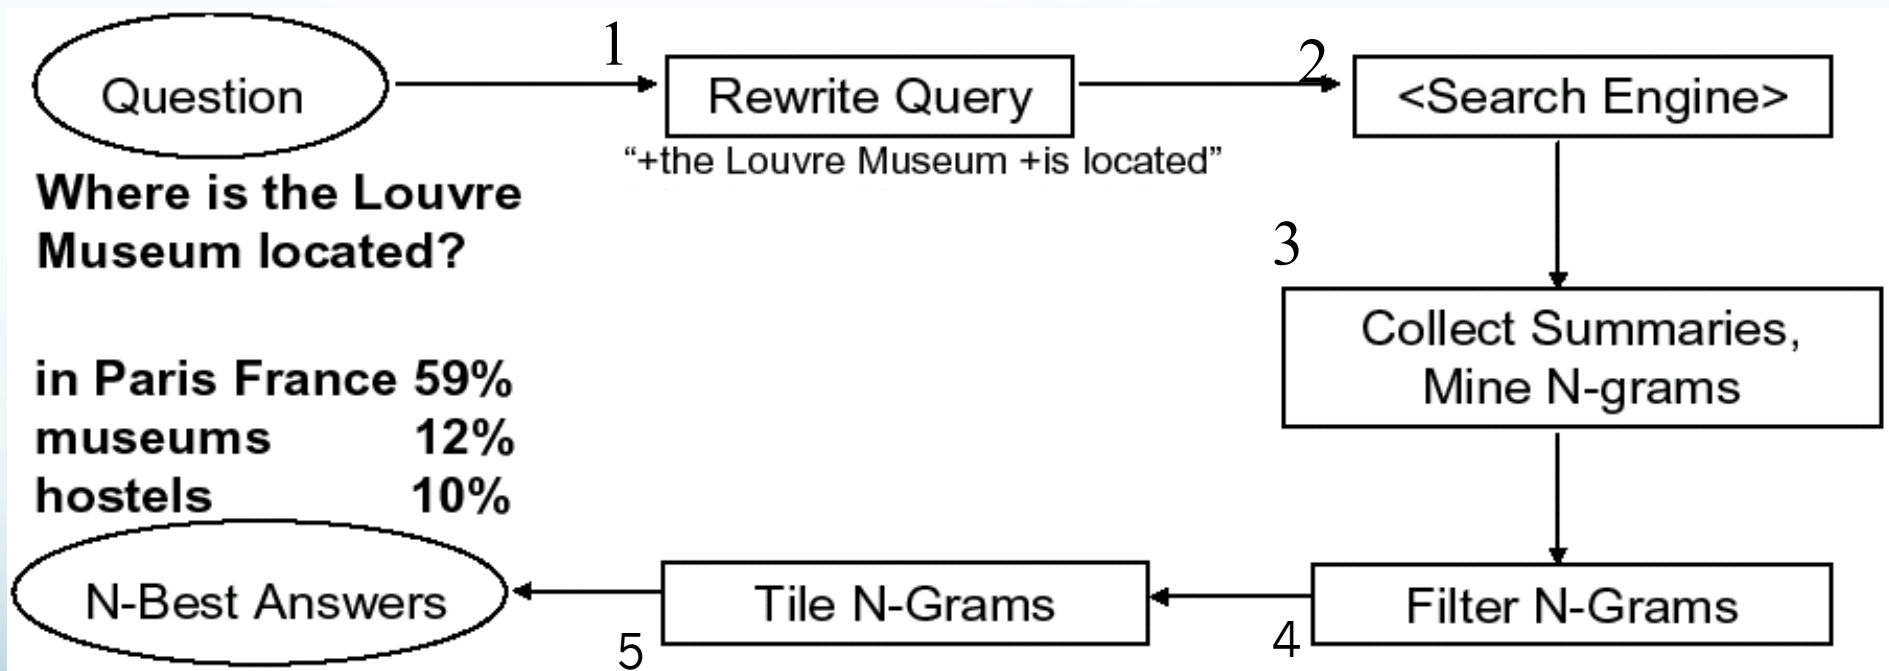 Question
1
Rewrite Query
2
<Search Engine>
“+the Louvre Museum +is located”
Where is the Louvre
Museum located?
3
Collect Summaries,
Mine N-grams
in Paris France 59%
museums 12%
hostels 10%
N-Best Answers
5
Tile N-Grams
4
Filter N-Grams